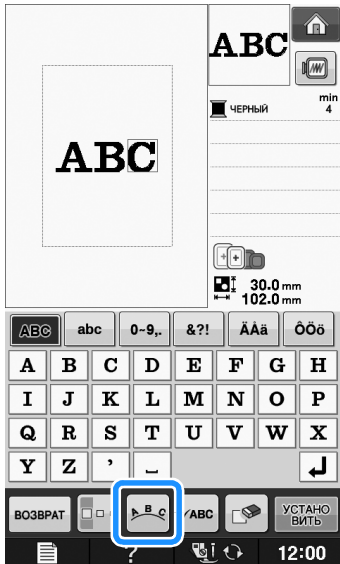 ABC
ABC
ЧЕРНЫЙ
min
4
30.0 mm
102.0 mm
ABC abc 0~9,. &?! ÄÅä ÔÖö
A B C D E F G H
I J K L M N O P
Q R S T U V W X
Y Z ’ ⌴ ↵
ВОЗВРАТ ABC ABC УСТАНО
ВИТЬ
? 12:00